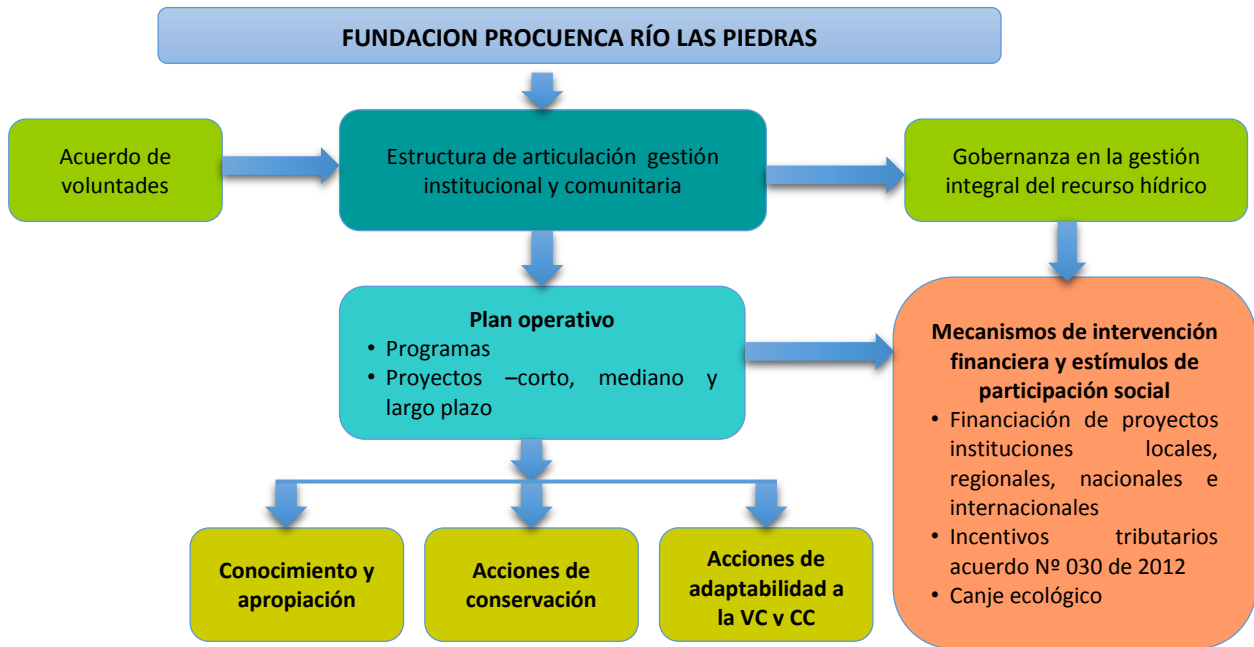 FUNDACION PROCUENCA RÍO LAS PIEDRAS
Acuerdo de
voluntades
Estructura de articulación gestión
institucional y comunitaria
Gobernanza en la gestión
integral del recurso hídrico
Plan operativo
• Programas
• Proyectos –corto, mediano y
largo plazo
Mecanismos de intervención
financiera y estímulos de
participación social
• Financiación de proyectos
instituciones locales,
regionales, nacionales e
internacionales
• Incentivos tributarios
acuerdo Nº 030 de 2012
• Canje ecológico
Conocimiento y
apropiación
Acciones de
conservación
Acciones de
adaptabilidad a
la VC y CC